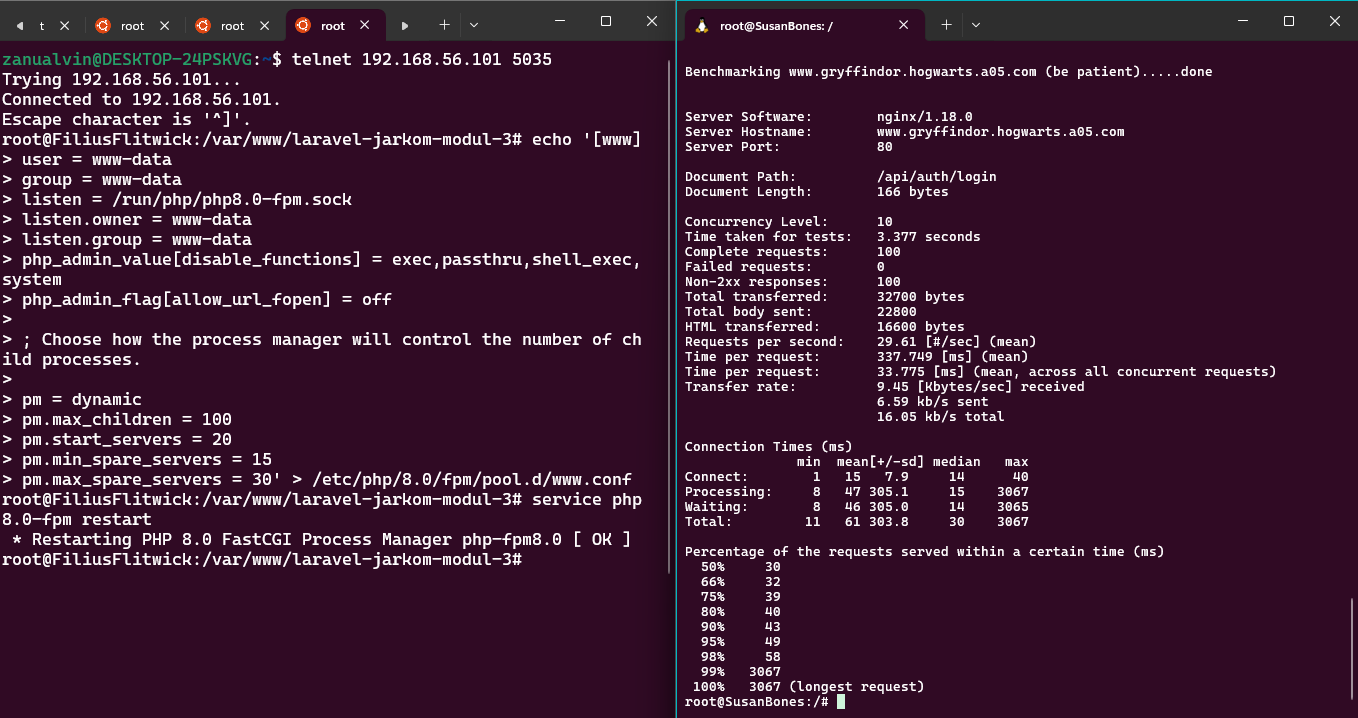 t
root
root
root
zanualvin@DESKTOP-24PSKVG:~$ telnet 192.168.56.101 5035
Trying 192.168.56.101...
Connected to 192.168.56.101.
Escape character is '^]'.
root@FiliusFlitwick:/var/www/laravel-jarkom-modul-3# echo '[www]
> user = www-data
> group = www-data
> listen = /run/php/php8.0-fpm.sock
> listen.owner = www-data
> listen.group = www-data
> php_admin_value[disable_functions] = exec,passthru,shell_exec,
system
> php_admin_flag[allow_url_fopen] = off
>
> ; Choose how the process manager will control the number of ch
ild processes.
>
> pm = dynamic
> pm.max_children = 100
> pm.start_servers = 20
> pm.min_spare_servers = 15
> pm.max_spare_servers = 30' > /etc/php/8.0/fpm/pool.d/www.conf
root@FiliusFlitwick:/var/www/laravel-jarkom-modul-3# service php
8.0-fpm restart
 * Restarting PHP 8.0 FastCGI Process Manager php-fpm8.0 [ OK ]
root@FiliusFlitwick:/var/www/laravel-jarkom-modul-3#
root@SusanBones: /
Benchmarking www.gryffindor.hogwarts.a05.com (be patient).....done
Server Software:        nginx/1.18.0
Server Hostname:        www.gryffindor.hogwarts.a05.com
Server Port:            80
Document Path:          /api/auth/login
Document Length:        166 bytes
Concurrency Level:      10
Time taken for tests:   3.377 seconds
Complete requests:      100
Failed requests:        0
Non-2xx responses:      100
Total transferred:      32700 bytes
Total body sent:        22800
HTML transferred:       16600 bytes
Requests per second:    29.61 [#/sec] (mean)
Time per request:       337.749 [ms] (mean)
Time per request:       33.775 [ms] (mean, across all concurrent requests)
Transfer rate:          9.45 [Kbytes/sec] received
                        6.59 kb/s sent
                        16.05 kb/s total
Connection Times (ms)
              min  mean[+/-sd] median   max
Connect:        1   15   7.9     14      40
Processing:     8   47 305.1     15    3067
Waiting:        8   46 305.0     14    3065
Total:         11   61 303.8     30    3067
Percentage of the requests served within a certain time (ms)
  50%     30
  66%     32
  75%     39
  80%     40
  90%     43
  95%     49
  98%     58
  99%   3067
 100%   3067 (longest request)
root@SusanBones:/#